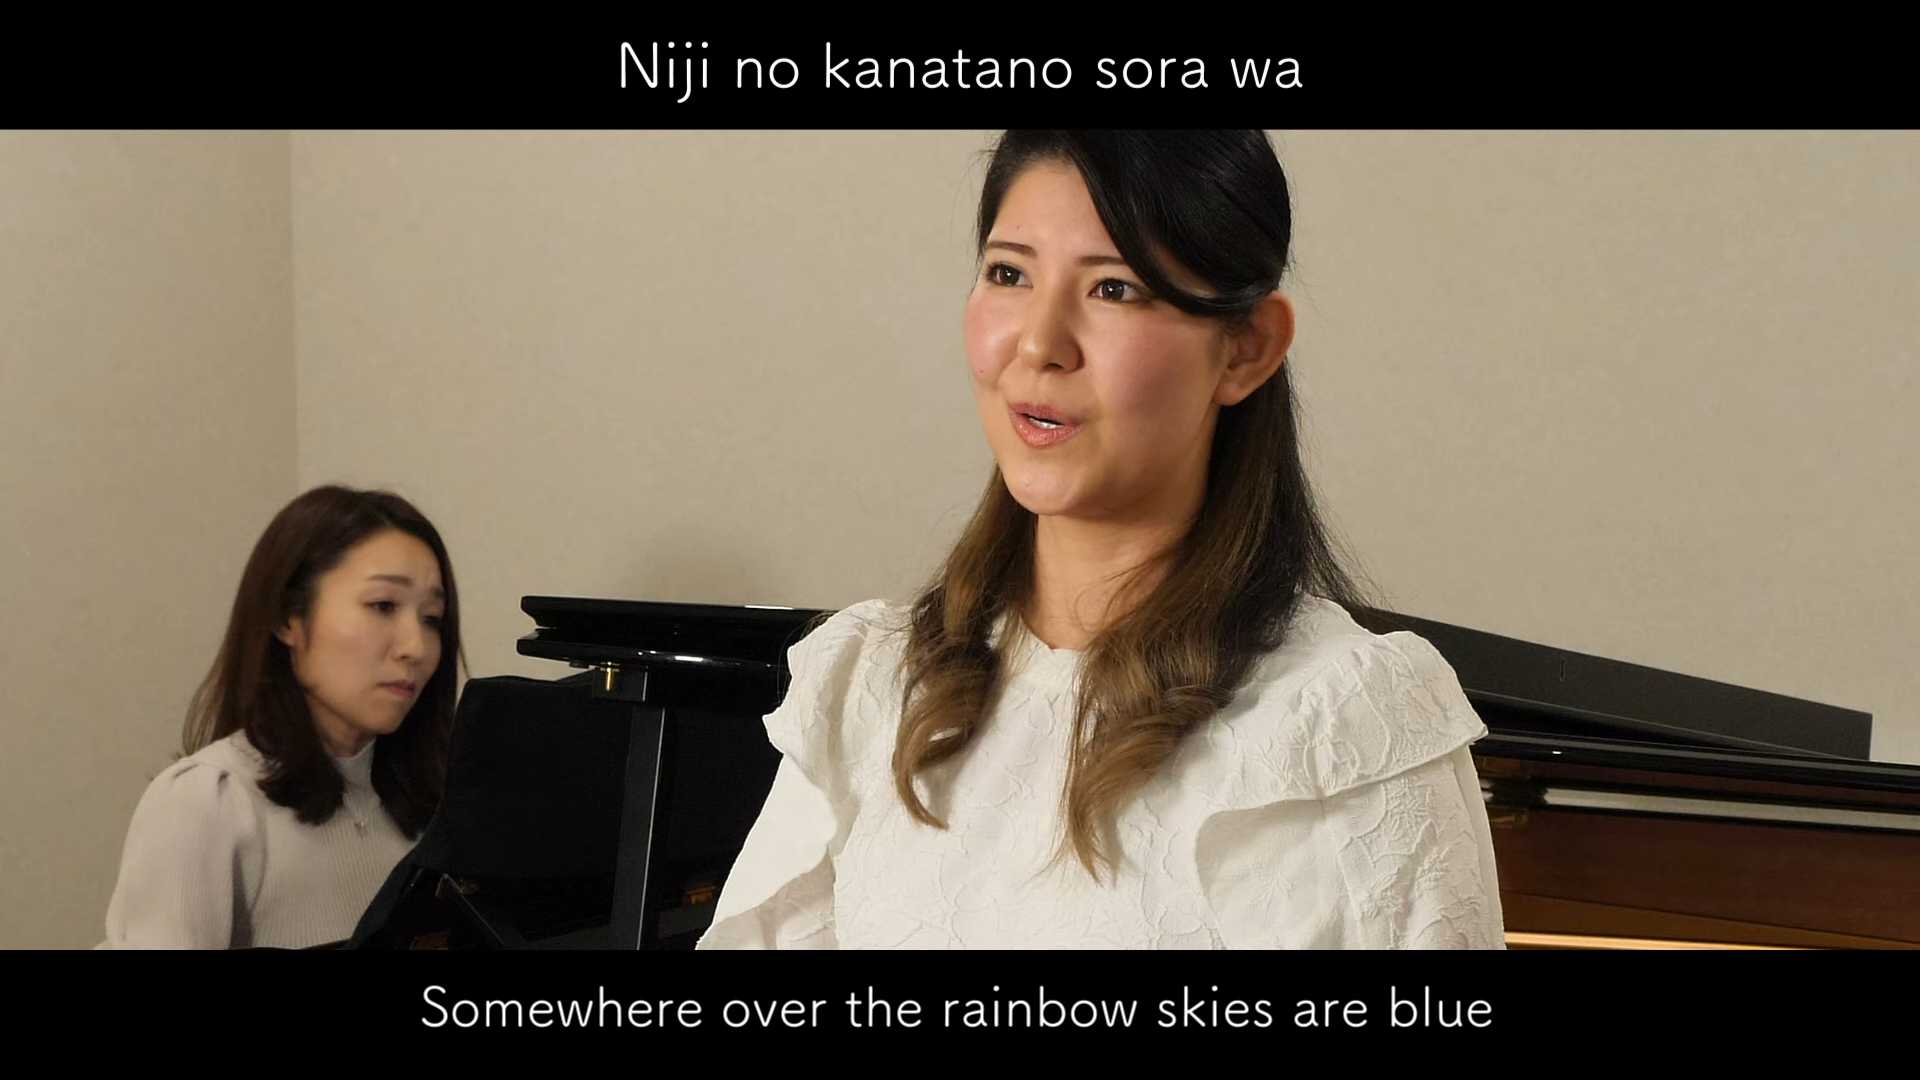 Niji no kanatano sora wa
Somewhere over the rainbow skies are blue